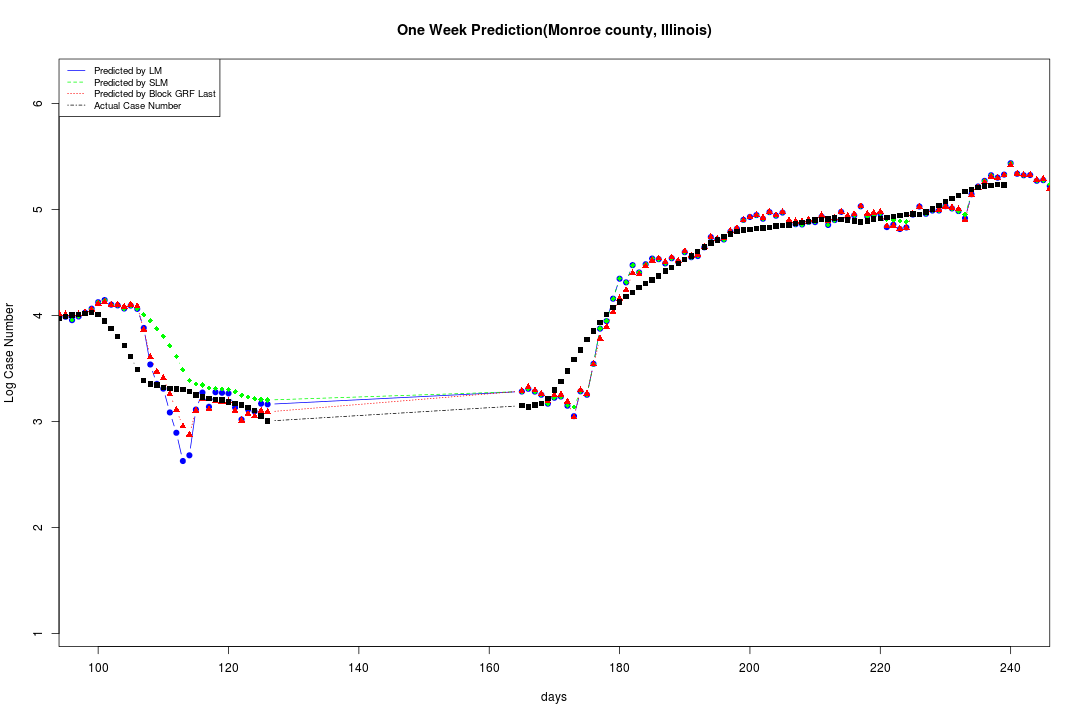 One Week Prediction(Monroe county, Illinois)
Predicted by LM
Predicted by SLM
Predicted by Block GRF Last
Actual Case Number
6
5
4
3
2
1
Log Case Number
100 120 140 160 180 200 220 240
days